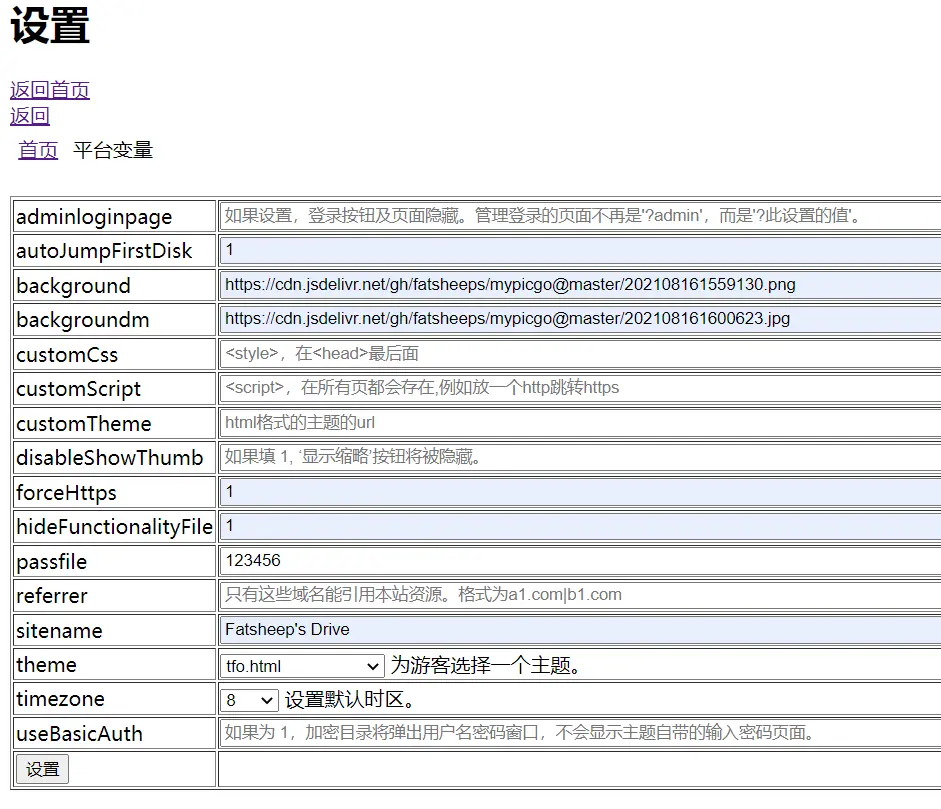 设置
返回首页
返回
首页 平台变量
adminloginpage 如果设置，登录按钮及页面隐藏。管理登录的页面不再是'?admin'，而是'?此设置的值'。
autoJumpFirstDisk 1
background https://cdn.jsdelivr.net/gh/fatsheeps/mypicgo@master/202108161559130.png
backgroundm https://cdn.jsdelivr.net/gh/fatsheeps/mypicgo@master/202108161600623.jpg
customCss <style>，在<head>最后面
customScript <script>，在所有页都会存在,例如放一个http跳转https
customTheme html格式的主题的url
disableShowThumb 如果填 1, ‘显示缩略’按钮将被隐藏。
forceHttps 1
hideFunctionalityFile 1
passfile 123456
referrer 只有这些域名能引用本站资源。格式为a1.com|b1.com
sitename Fatsheep's Drive
theme tfo.html 为游客选择一个主题。
timezone 8 设置默认时区。
useBasicAuth 如果为 1，加密目录将弹出用户名密码窗口，不会显示主题自带的输入密码页面。
设置